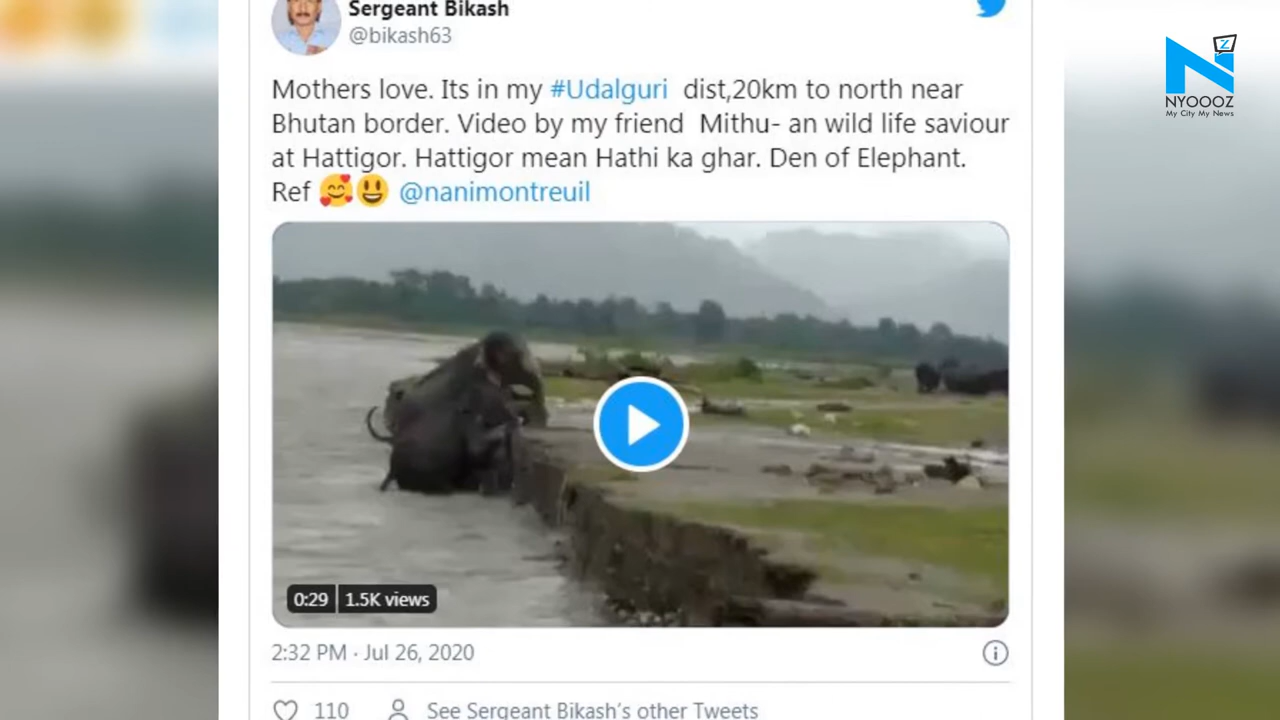 Sergeant Bikash
@bikash63
Mothers love. Its in my #Udalguri dist,20km to north near
Bhutan border. Video by my friend Mithu- an wild life saviour
at Hattigor. Hattigor mean Hathi ka ghar. Den of Elephant.
Ref 🥰😃 @nanimontreuil
0:29 1.5K views
2:32 PM · Jul 26, 2020
110 See Sergeant Bikash's other Tweets
Z
N
NYOOOZ
My City My News